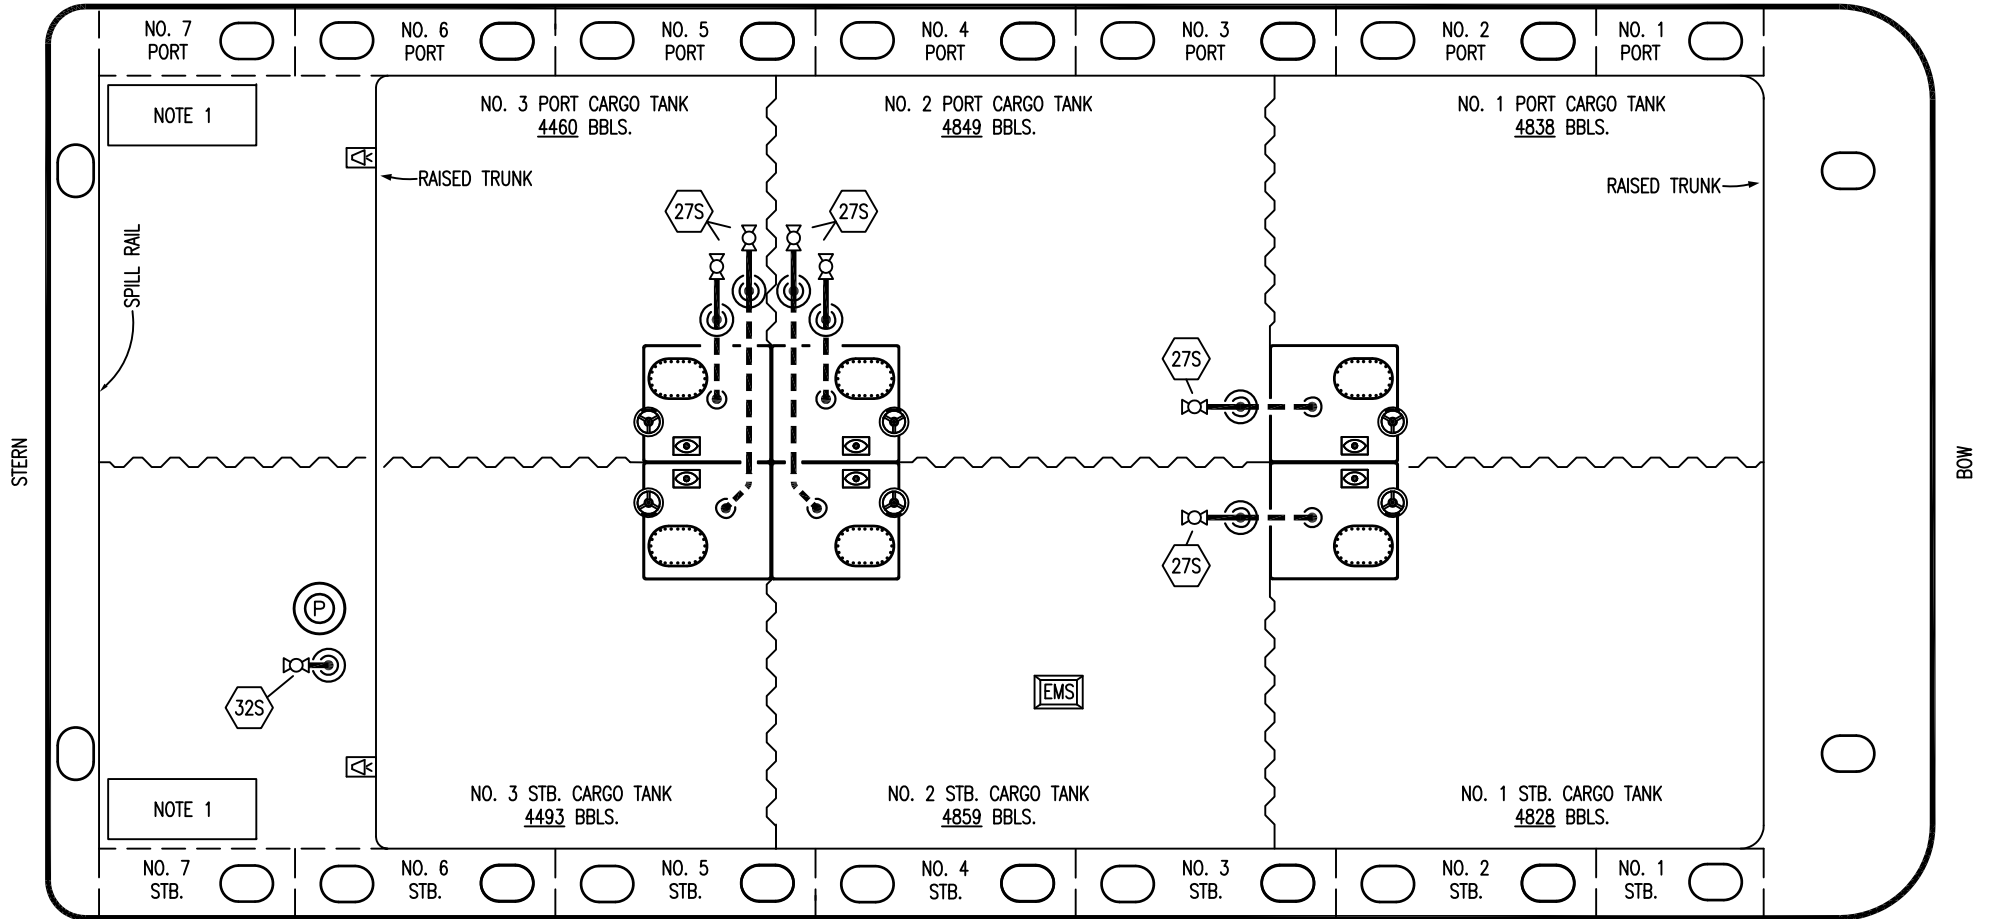 NO. 7
PORT
NO. 6
PORT
NO. 5
PORT
NO. 4
PORT
NO. 3
PORT
NO. 2
PORT
NO. 1
PORT
NOTE 1
NO. 3 PORT CARGO TANK
4460 BBLS.
NO. 2 PORT CARGO TANK
4849 BBLS.
NO. 1 PORT CARGO TANK
4838 BBLS.
RAISED TRUNK
RAISED TRUNK
27S
27S
SPILL RAIL
27S
STERN
BOW
27S
P
32S
EMS
NOTE 1
NO. 3 STB. CARGO TANK
4493 BBLS.
NO. 2 STB. CARGO TANK
4859 BBLS.
NO. 1 STB. CARGO TANK
4828 BBLS.
NO. 7
STB.
NO. 6
STB.
NO. 5
STB.
NO. 4
STB.
NO. 3
STB.
NO. 2
STB.
NO. 1
STB.